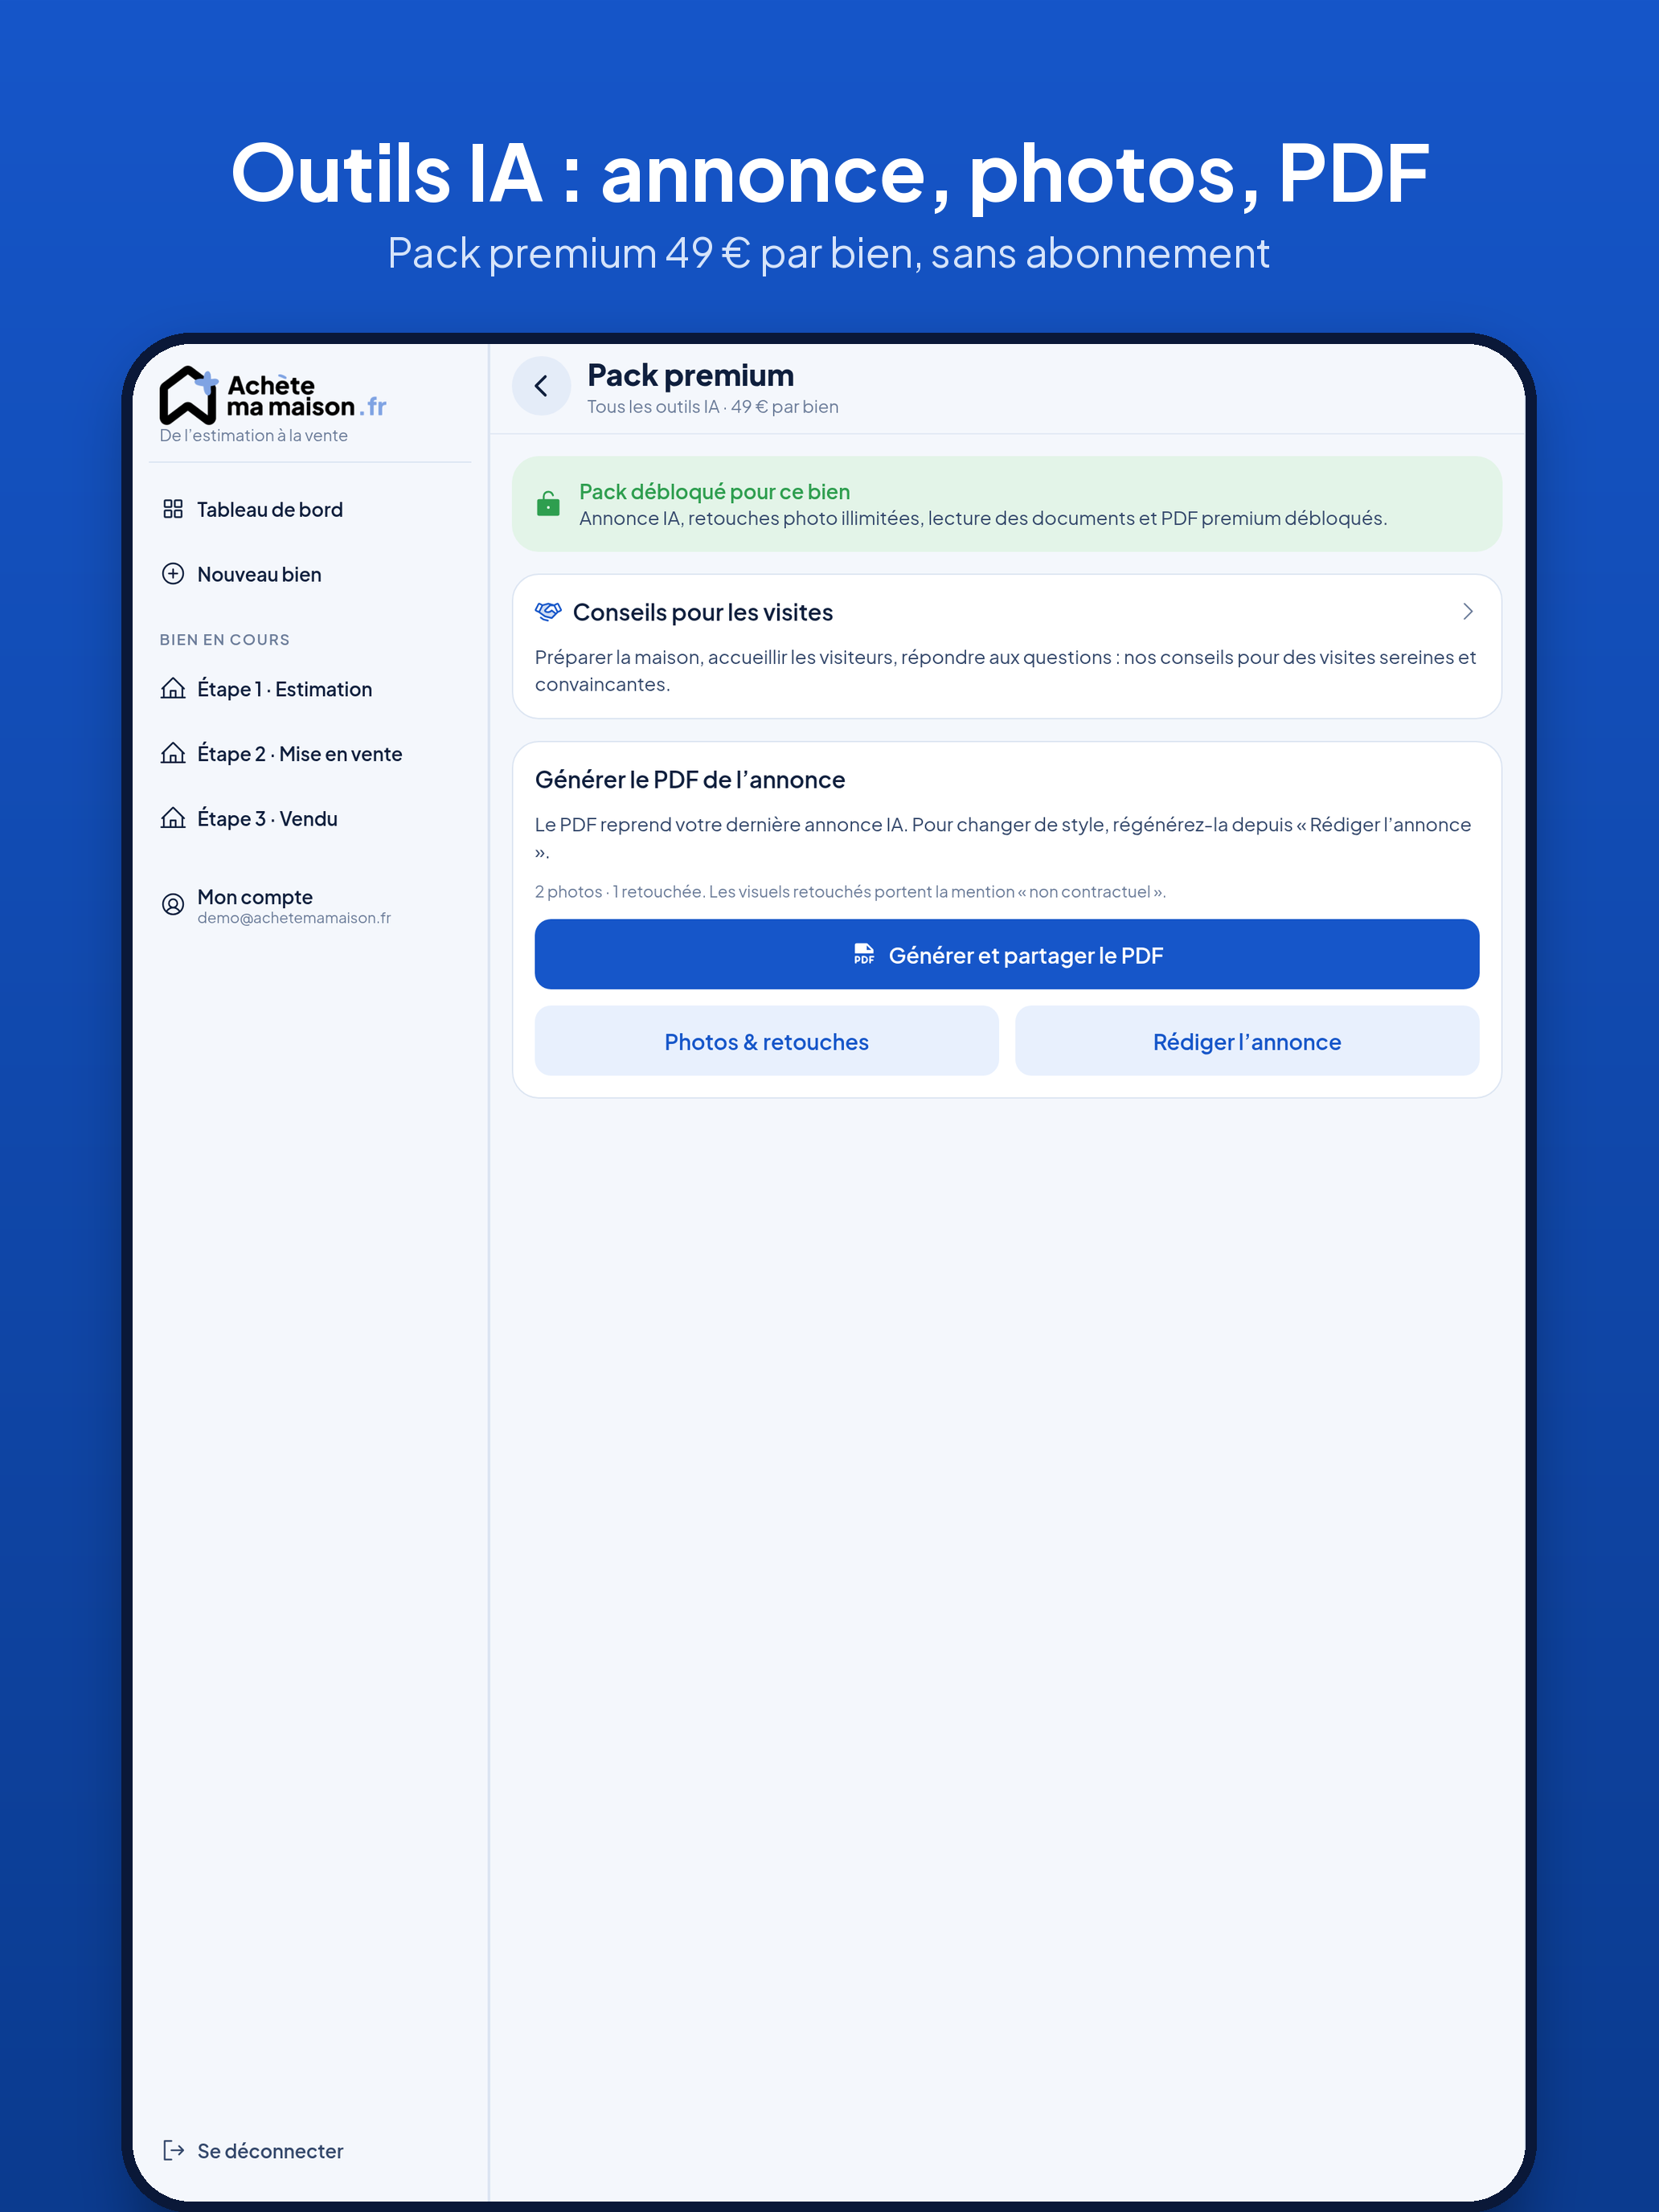 Outils IA : annonce, photos, PDF
Pack premium 49 € par bien, sans abonnement
Achète
ma maison.fr
De l’estimation à la vente
Tableau de bord
Nouveau bien
BIEN EN COURS
Étape 1 · Estimation
Étape 2 · Mise en vente
Étape 3 · Vendu
Mon compte
demo@achetemamaison.fr
Se déconnecter
Pack premium
Tous les outils IA · 49 € par bien
Pack débloqué pour ce bien
Annonce IA, retouches photo illimitées, lecture des documents et PDF premium débloqués.
Conseils pour les visites
Préparer la maison, accueillir les visiteurs, répondre aux questions : nos conseils pour des visites sereines et
convaincantes.
Générer le PDF de l’annonce
Le PDF reprend votre dernière annonce IA. Pour changer de style, régénérez-la depuis « Rédiger l’annonce
».
2 photos · 1 retouchée. Les visuels retouchés portent la mention « non contractuel ».
PDF Générer et partager le PDF
Photos & retouches
Rédiger l’annonce